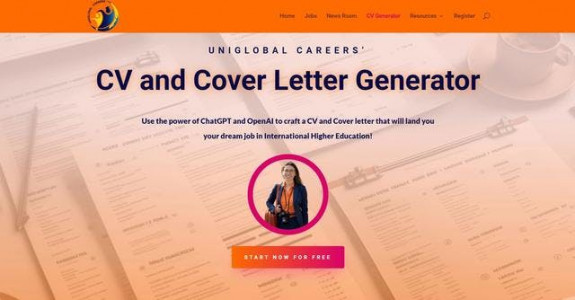 Home Jobs News Room CV Generator Resources Register
UNIGLOBAL CAREERS'
CV and Cover Letter Generator
Use the power of ChatGPT and OpenAI to craft a CV and Cover letter that will land you
your dream job in International Higher Education!
START NOW FOR FREE